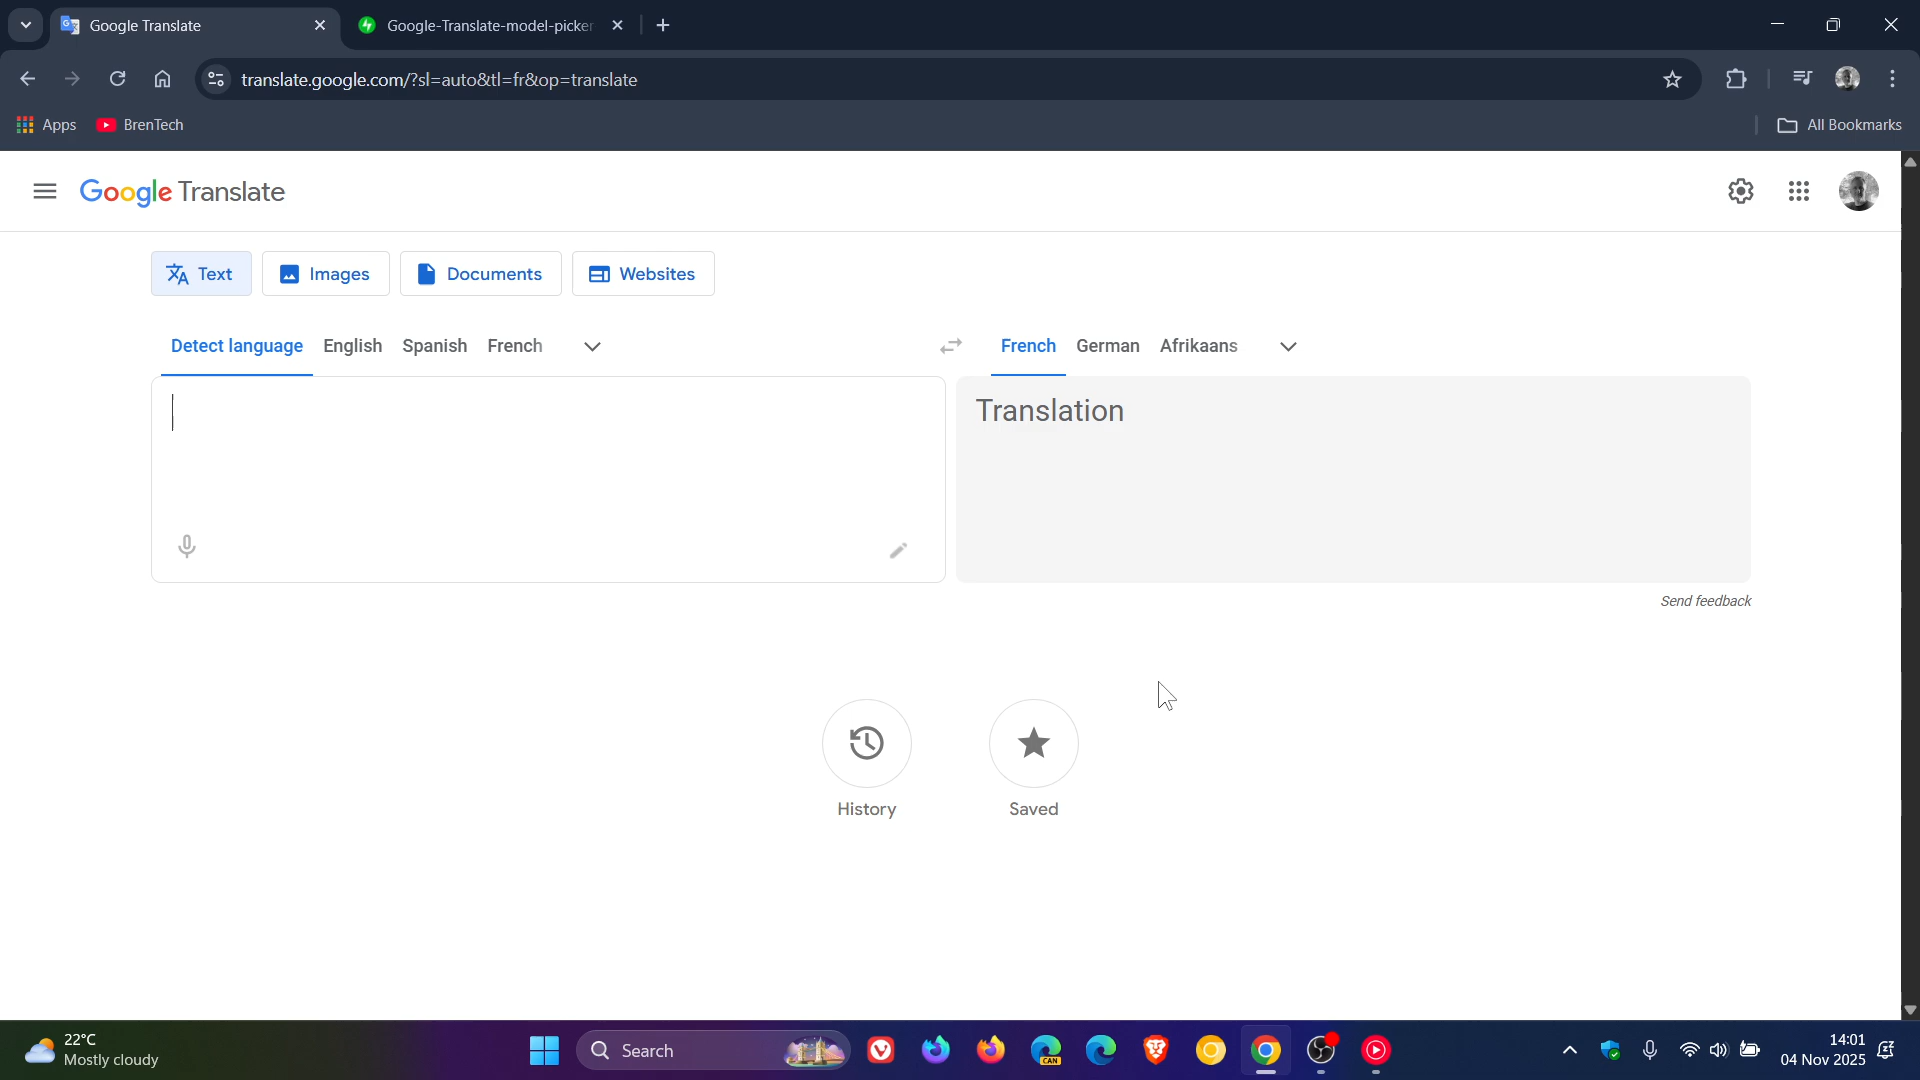 Google Translate
Google-Translate-model-picker
translate.google.com/?sl=auto&tl=fr&op=translate
Apps
BrenTech
All Bookmarks
Google Translate
Text
Images
Documents
Websites
Detect language English Spanish French
French German Afrikaans
Translation
Send feedback
History
Saved
22°C
Mostly cloudy
Search
CAN
14:01
04 Nov 2025